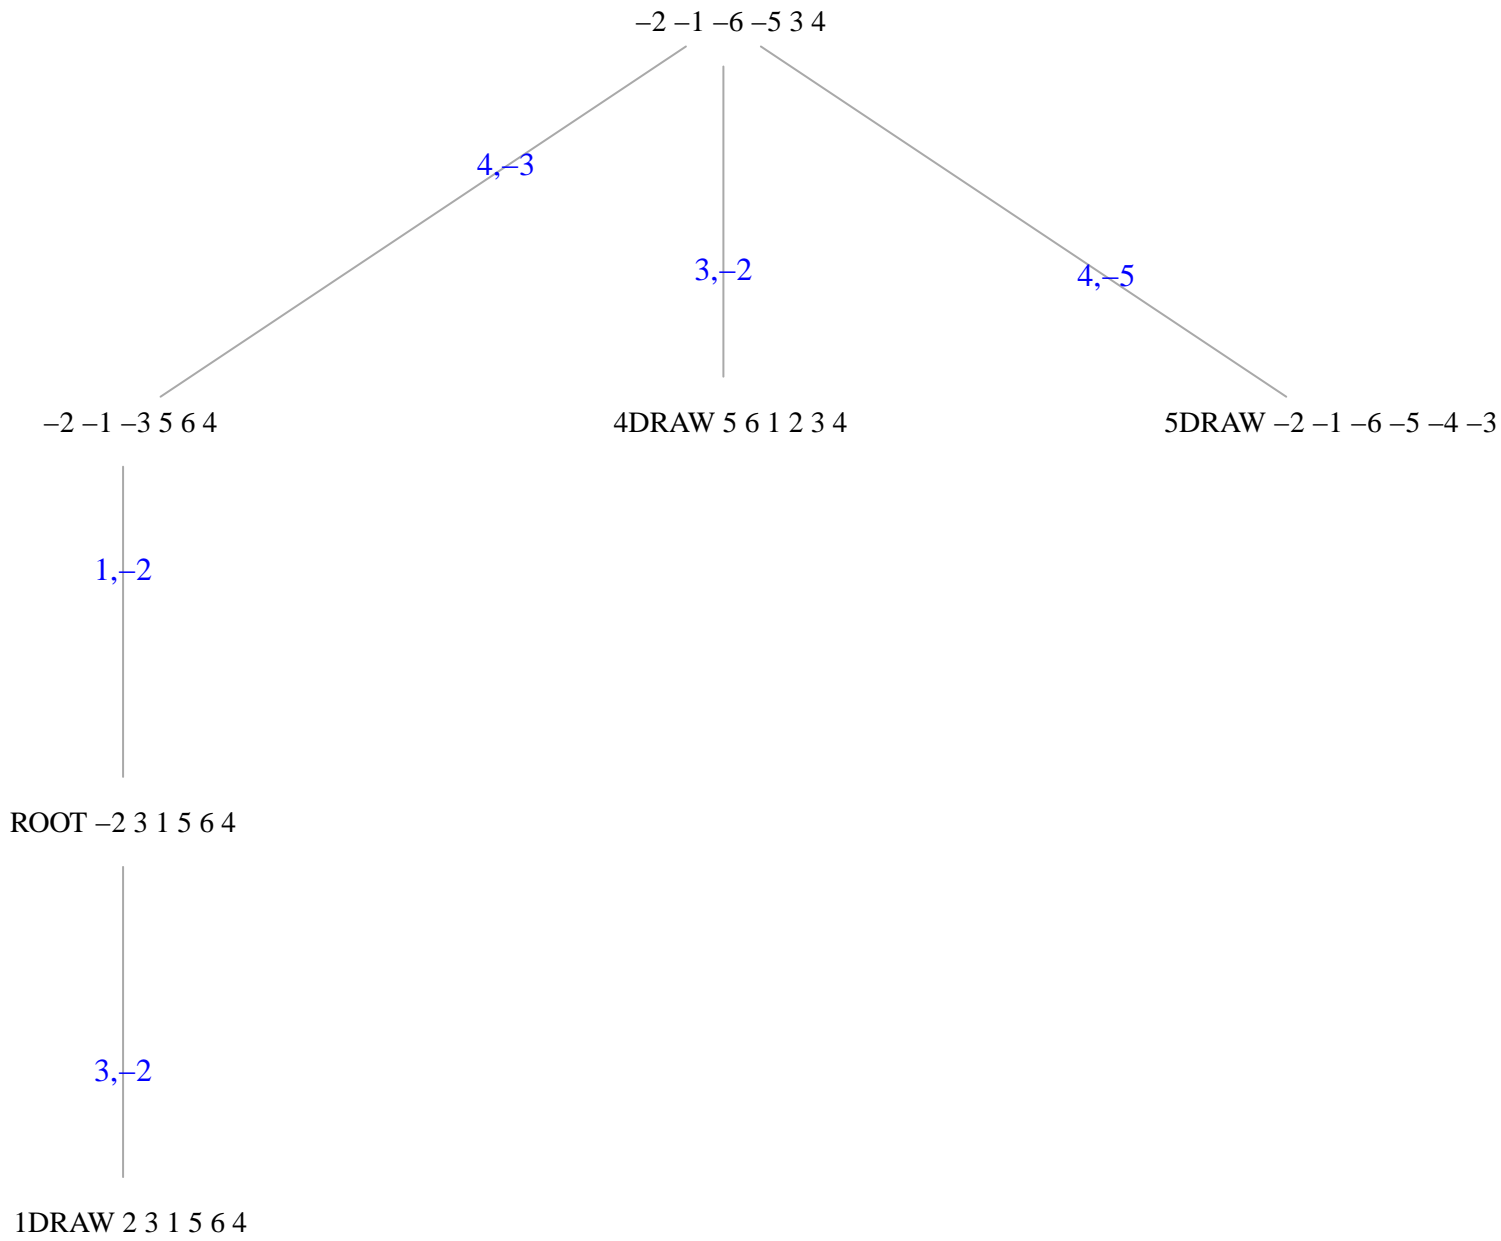 –2 –1 –6 –5 3 4
4,–3
3,–2
4,–5
–2 –1 –3 5 6 4
4DRAW 5 6 1 2 3 4
5DRAW –2 –1 –6 –5 –4 –3
1,–2
ROOT –2 3 1 5 6 4
3,–2
1DRAW 2 3 1 5 6 4